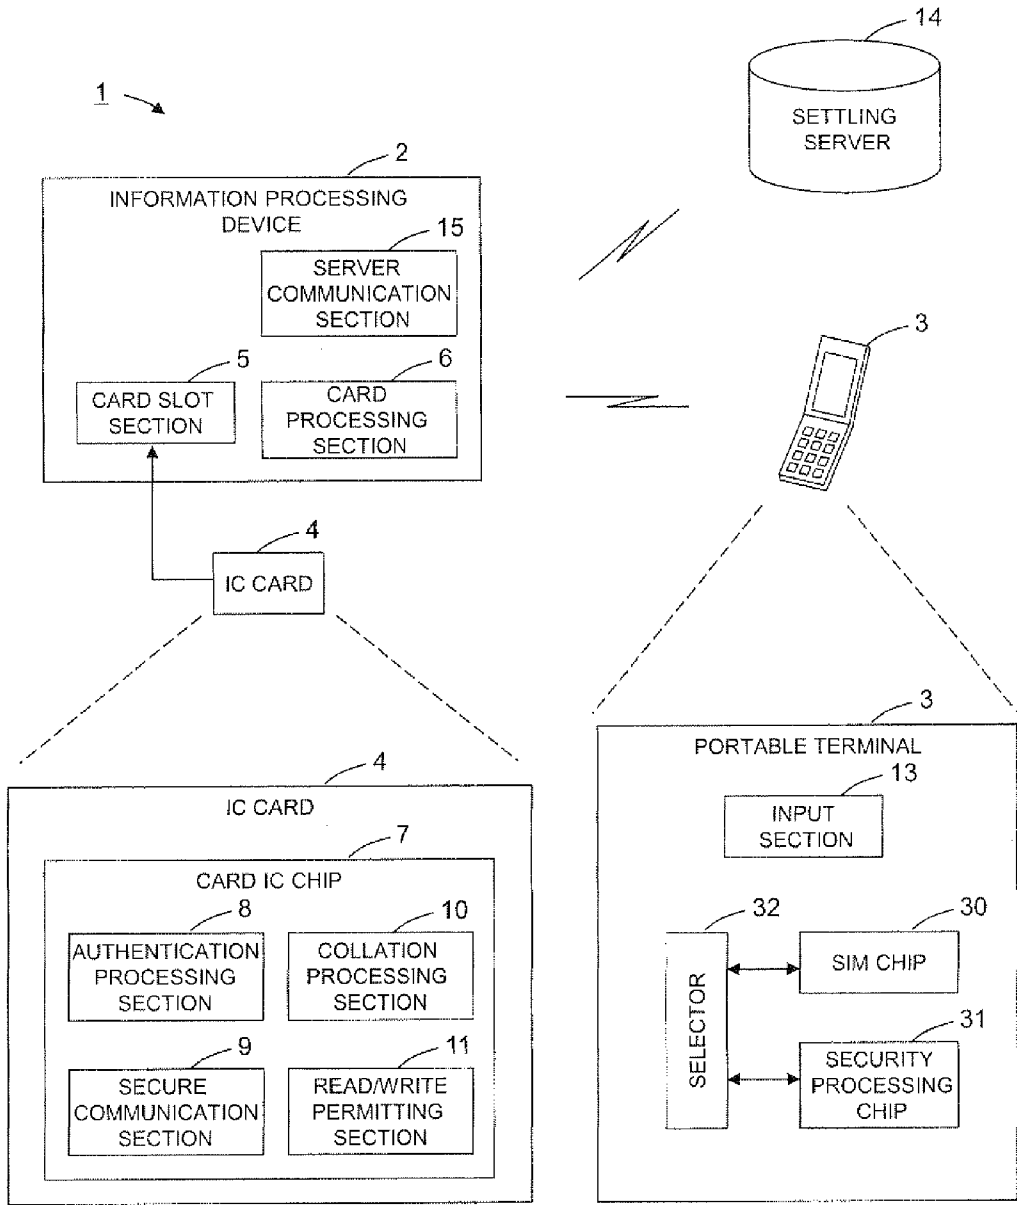 14
SETTLING
SERVER
1
2
INFORMATION PROCESSING
DEVICE
15
SERVER
COMMUNICATION
SECTION
5
CARD SLOT
SECTION
6
CARD
PROCESSING
SECTION
3
4
IC CARD
4
IC CARD
7
CARD IC CHIP
8
AUTHENTICATION
PROCESSING
SECTION
10
COLLATION
PROCESSING
SECTION
9
SECURE
COMMUNICATION
SECTION
11
READ/WRITE
PERMITTING
SECTION
3
PORTABLE TERMINAL
13
INPUT
SECTION
32
SELECTOR
30
SIM CHIP
31
SECURITY
PROCESSING
CHIP